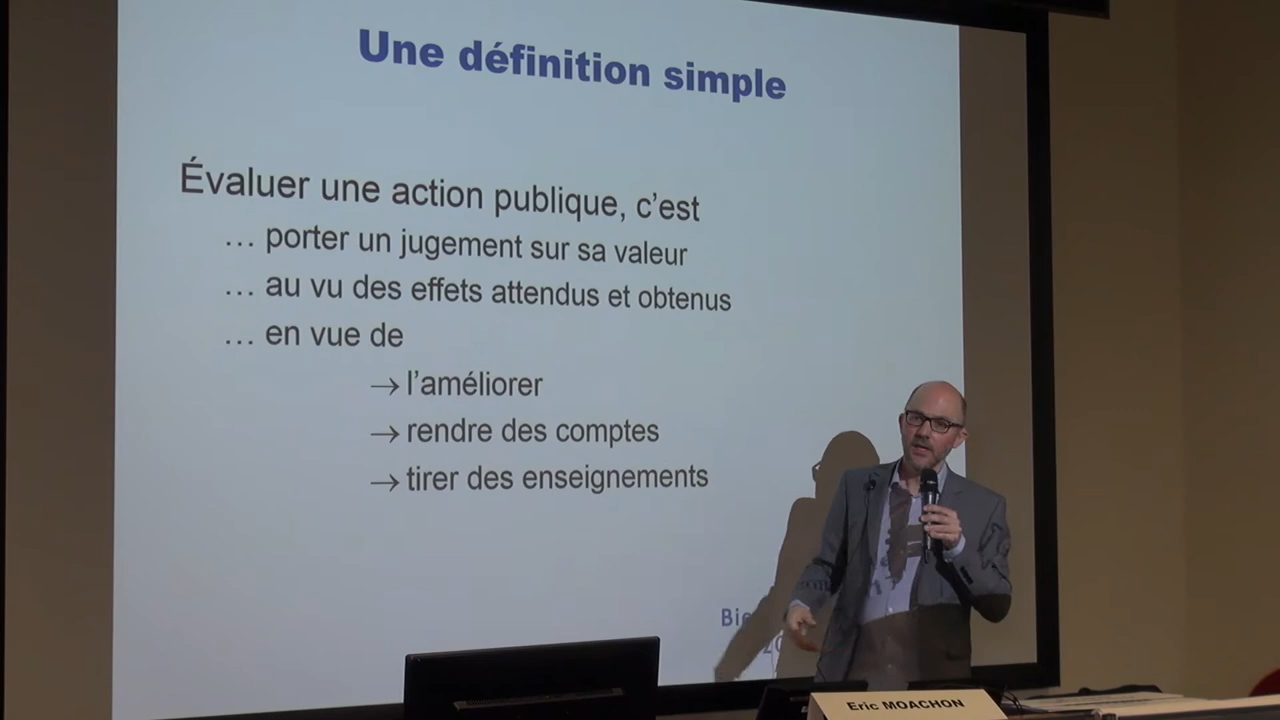 Une définition simple
Évaluer une action publique, c’est
… porter un jugement sur sa valeur
… au vu des effets attendus et obtenus
… en vue de
→ l’améliorer
→ rendre des comptes
→ tirer des enseignements
Eric MOACHON